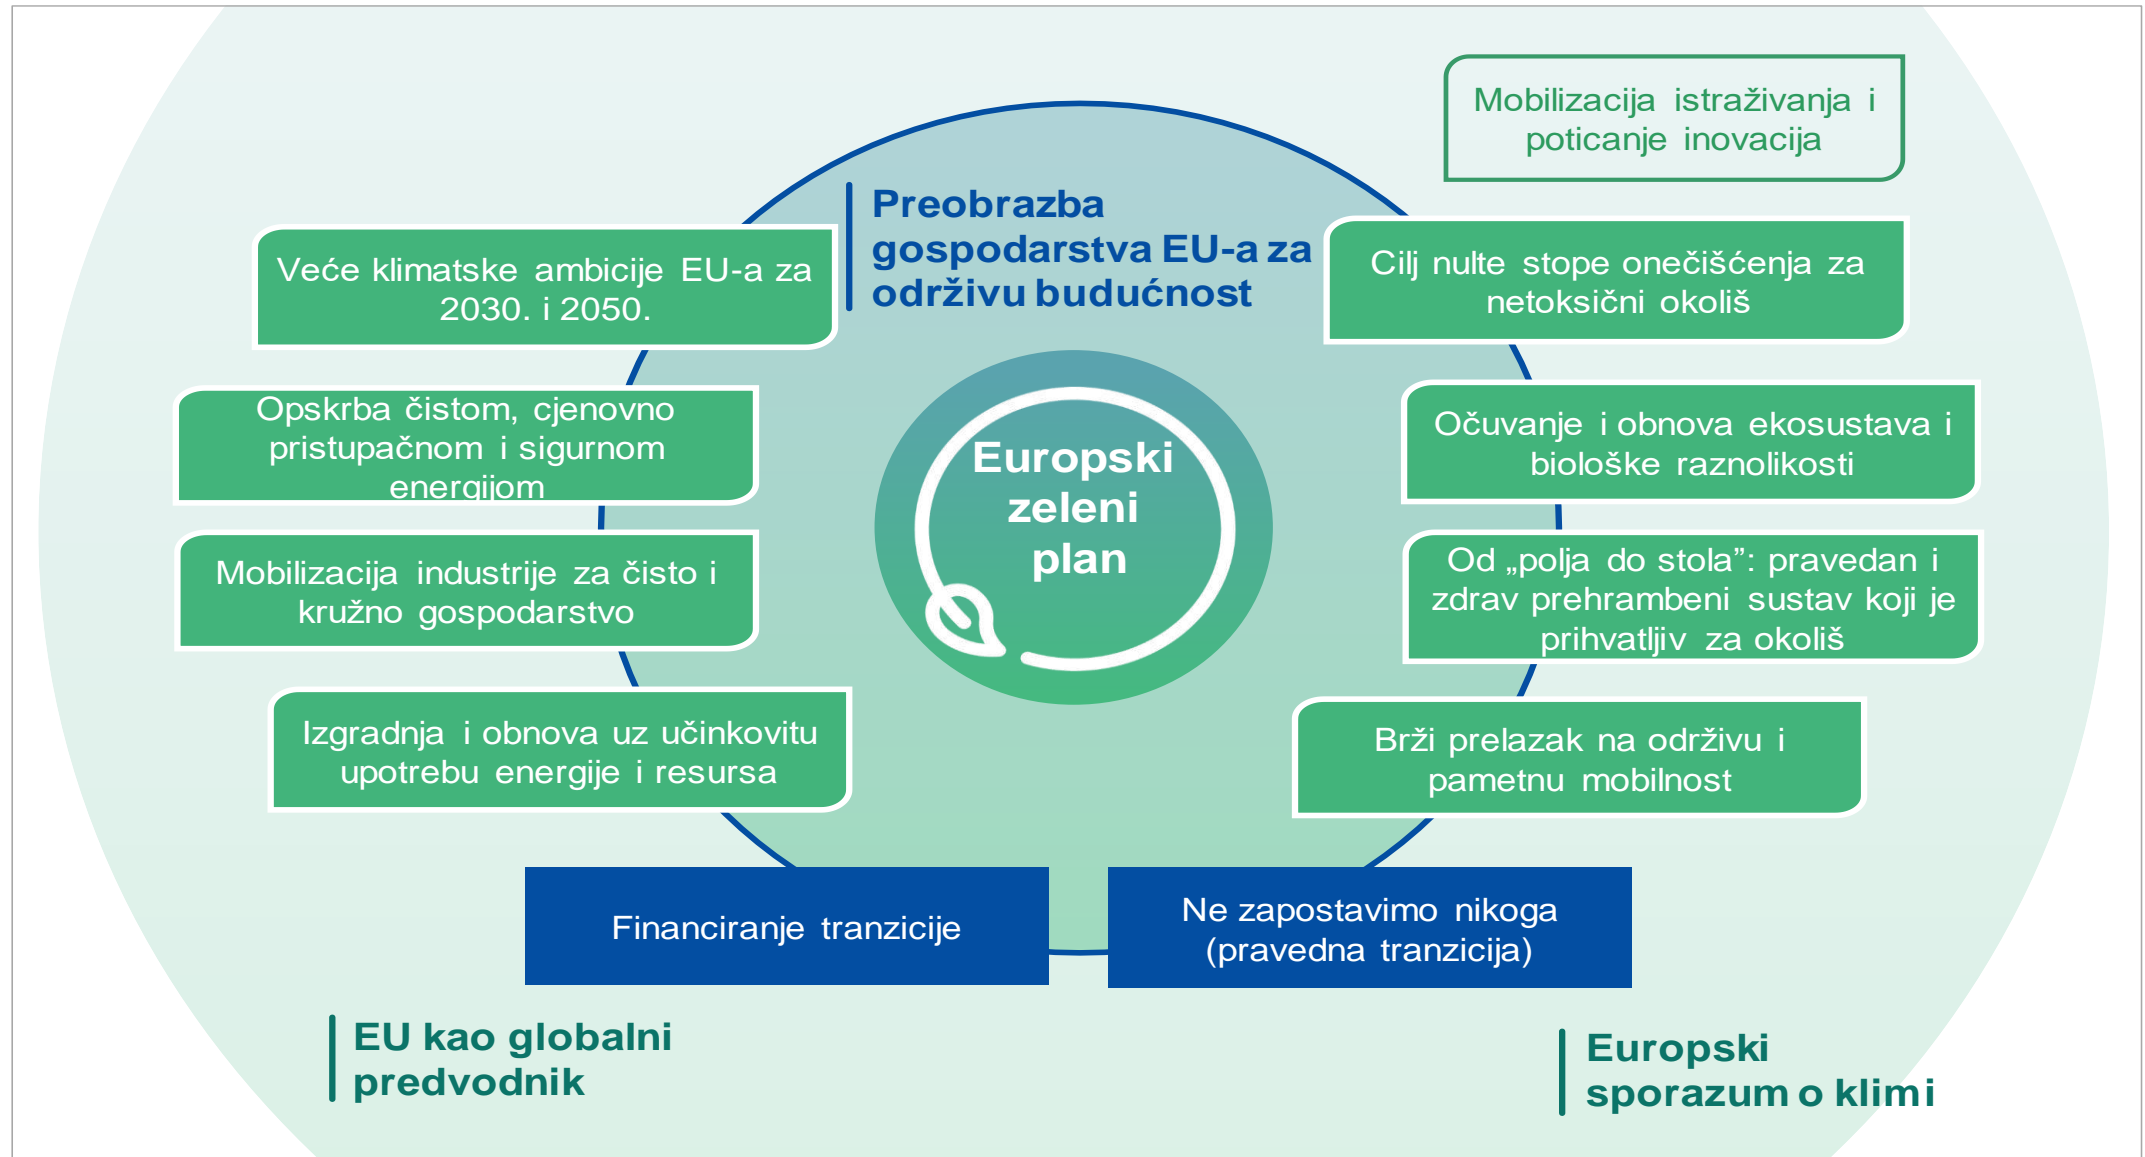 Mobilizacija istraživanja i
poticanje inovacija
Preobrazba
gospodarstva EU-a za
održivu budućnost
Veće klimatske ambicije EU-a za
2030. i 2050.
Cilj nulte stope onečišćenja za
netoksični okoliš
Opskrba čistom, cjenovno
pristupačnom i sigurnom
energijom
Očuvanje i obnova ekosustava i
biološke raznolikosti
Europski
zeleni
plan
Mobilizacija industrije za čisto i
kružno gospodarstvo
Od „polja do stola”: pravedan i
zdrav prehrambeni sustav koji je
prihvatljiv za okoliš
Izgradnja i obnova uz učinkovitu
upotrebu energije i resursa
Brži prelazak na održivu i
pametnu mobilnost
Financiranje tranzicije
Ne zapostavimo nikoga
(pravedna tranzicija)
EU kao globalni
predvodnik
Europski
sporazum o klimi